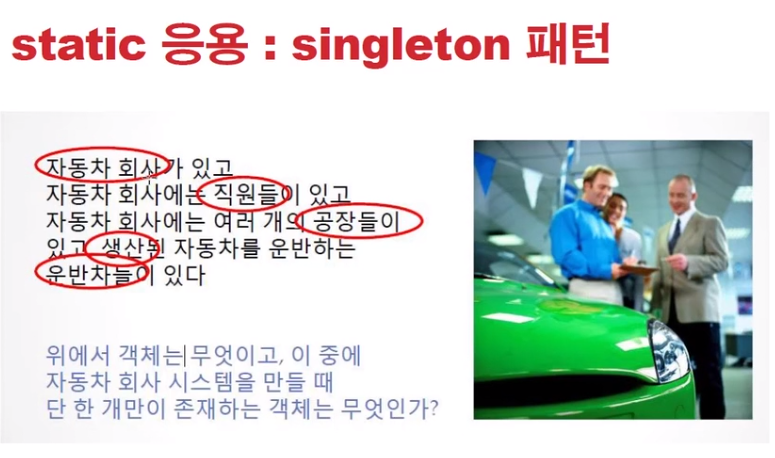 static 응용 : singleton 패턴
자동차 회사가 있고
자동차 회사에는 직원들이 있고
자동차 회사에는 여러 개의 공장들이
있고 생산된 자동차를 운반하는
운반차들이 있다
위에서 객체는 무엇이고, 이 중에
자동차 회사 시스템을 만들 때
단 한 개만이 존재하는 객체는 무엇인가?